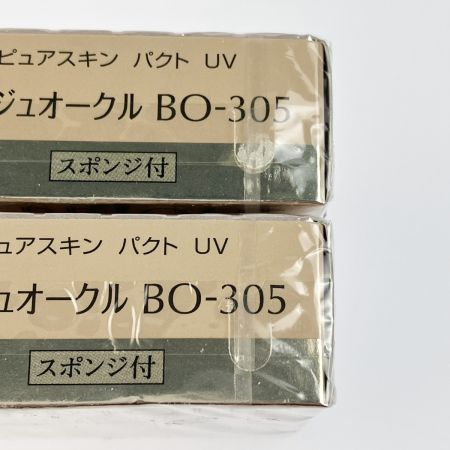 ピュアスキン パクト UV
ジュオークル BO-305
スポンジ付
ュアスキン パクト UV
ュオークル BO-305
スポンジ付